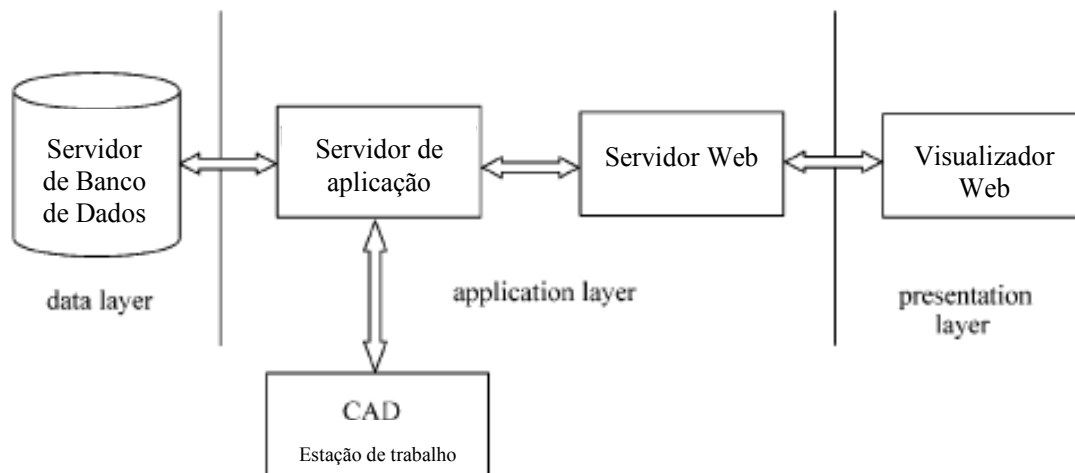 Servidor
de Banco
de Dados
data layer
Servidor de
aplicação
Servidor Web
application layer
Visualizador
Web
presentation
layer
CAD
Estação de trabalho